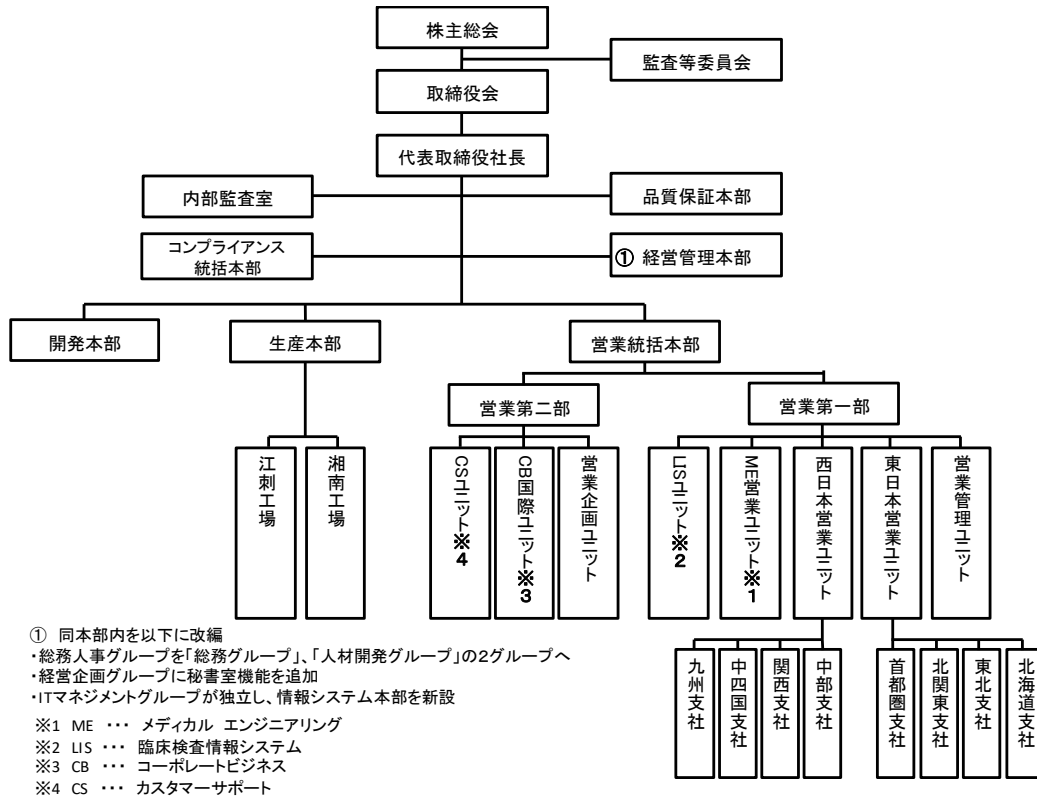 株主総会
監査等委員会
取締役会
代表取締役社長
内部監査室
品質保証本部
コンプライアンス
統括本部
① 経営管理本部
開発本部
生産本部
営業統括本部
営業第二部
営業第一部
江刺工場
湘南工場
CSユニット※4
CB国際ユニット※3
営業企画ユニット
LISユニット※2
ME営業ユニット※1
西日本営業ユニット
東日本営業ユニット
営業管理ユニット
九州支社
中四国支社
関西支社
中部支社
首都圏支社
北関東支社
東北支社
北海道支社
① 同本部内を以下に改編
・総務人事グループを「総務グループ」、「人材開発グループ」の2グループへ
・経営企画グループに秘書室機能を追加
・ITマネジメントグループが独立し、情報システム本部を新設
※1 ME ・・・ メディカル エンジニアリング
※2 LIS ・・・ 臨床検査情報システム
※3 CB ・・・ コーポレートビジネス
※4 CS ・・・ カスタマーサポート